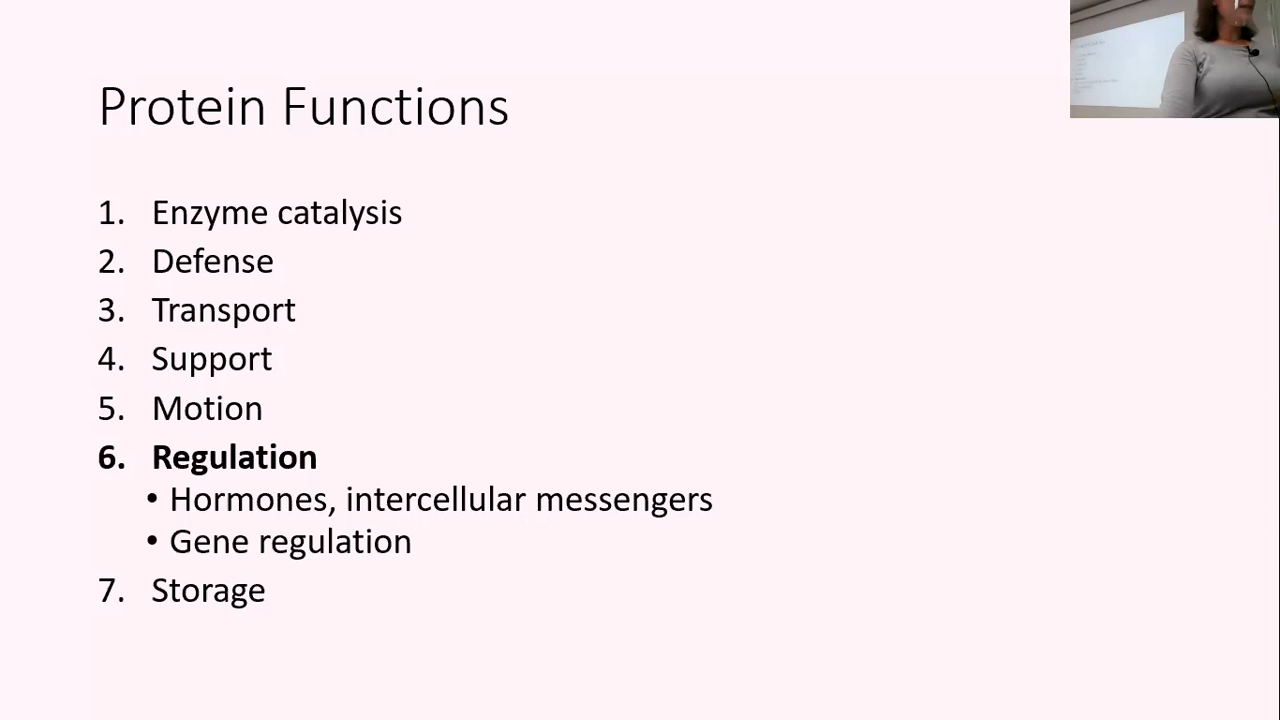 Protein Functions
1. Enzyme catalysis
2. Defense
3. Transport
4. Support
5. Motion
6. Regulation
• Hormones, intercellular messengers
• Gene regulation
7. Storage